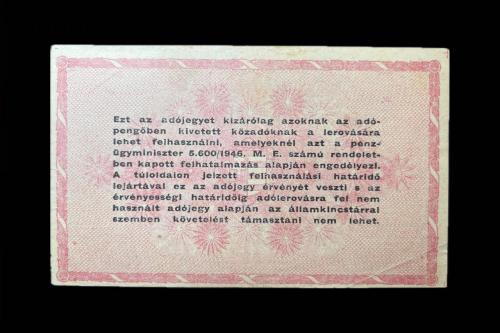 Ezt az adójegyet kizárólag azoknak az adó-
pengőben kivetett közadóknak a lerovására
lehet felhasználni, amelyeknél azt a pénz-
ügyminiszter 5.600/1946. M. E. számú rendelet-
ben kapott felhatalmazás alapján engedélyezi.
A túloldalon jelzett felhasználási határidő
lejártával ez az adójegy érvényét veszti s az
érvényességi határidőig adólerovásra fel nem
használt adójegy alapján az államkincstárral
szemben követelést támasztani nem lehet.